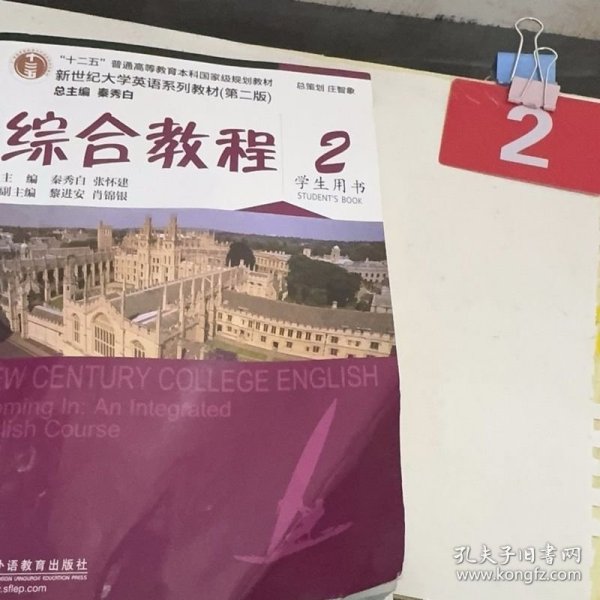 "十二五"普通高等教育本科国家级规划教材
新世纪大学英语系列教材(第二版)
总主编 秦秀白
总策划 庄智象
综合教程 2
主 编 秦秀白 张怀建
副主编 黎进安 肖锦银
学生用书
STUDENT'S BOOK
2
EW CENTURY COLLEGE ENGLISH
oming In: An Integrated
lish Course
外语教育出版社
www.sflep.com
孔夫子旧书网
www.kongfz.com